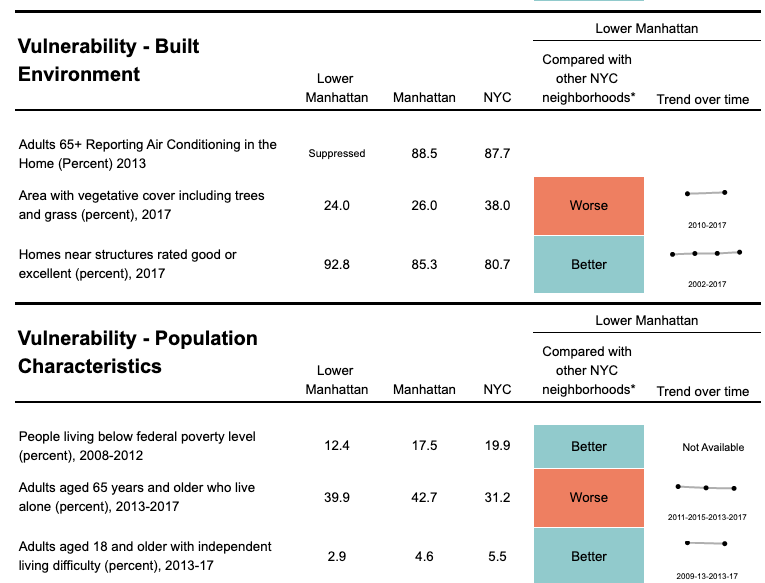 Lower Manhattan
Vulnerability - Built
Environment
Compared with
other NYC
neighborhoods*
Lower
Manhattan
Manhattan
NYC
Trend over time
Adults 65+ Reporting Air Conditioning in the
Home (Percent) 2013
Suppressed
88.5
87.7
Area with vegetative cover including trees
and grass (percent), 2017
24.0
26.0
38.0
Worse
2010-2017
Homes near structures rated good or
excellent (percent), 2017
92.8
85.3
80.7
Better
2002-2017
Lower Manhattan
Vulnerability - Population
Characteristics
Compared with
other NYC
neighborhoods*
Lower
Manhattan
Manhattan
NYC
Trend over time
People living below federal poverty level
(percent), 2008-2012
12.4
17.5
19.9
Better
Not Available
Adults aged 65 years and older who live
alone (percent), 2013-2017
39.9
42.7
31.2
Worse
2011-2015-2013-2017
Adults aged 18 and older with independent
living difficulty (percent), 2013-17
2.9
4.6
5.5
Better
2009-13-2013-17